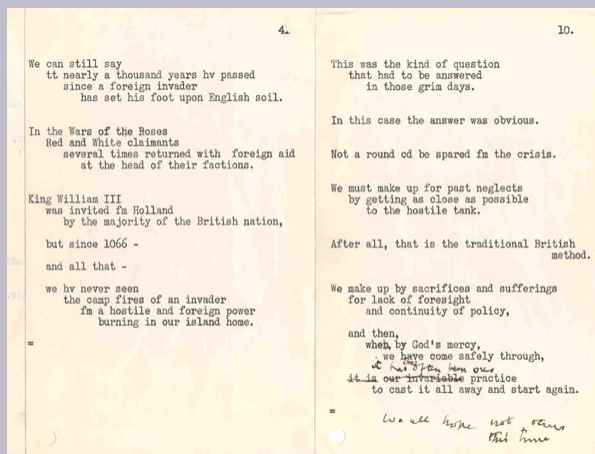 4.
We can still say
tt nearly a thousand years hv passed
since a foreign invader
has set his foot upon English soil.
In the Wars of the Roses
Red and White claimants
several times returned with foreign aid
at the head of their factions.
King William III
was invited fm Holland
by the majority of the British nation,
but since 1066 -
and all that -
we hv never seen
the camp fires of an invader
fm a hostile and foreign power
burning in our island home.
=
10.
This was the kind of question
that had to be answered
in those grim days.
In this case the answer was obvious.
Not a round cd be spared fm the crisis.
We must make up for past neglects
by getting as close as possible
to the hostile tank.
After all, that is the traditional British
method.
We make up by sacrifices and sufferings
for lack of foresight
and continuity of policy,
and then,
when, by God's mercy,
we have come safely through,
it has often been our
it is our invariable practice
to cast it all away and start again.
=
We all hope not
this time